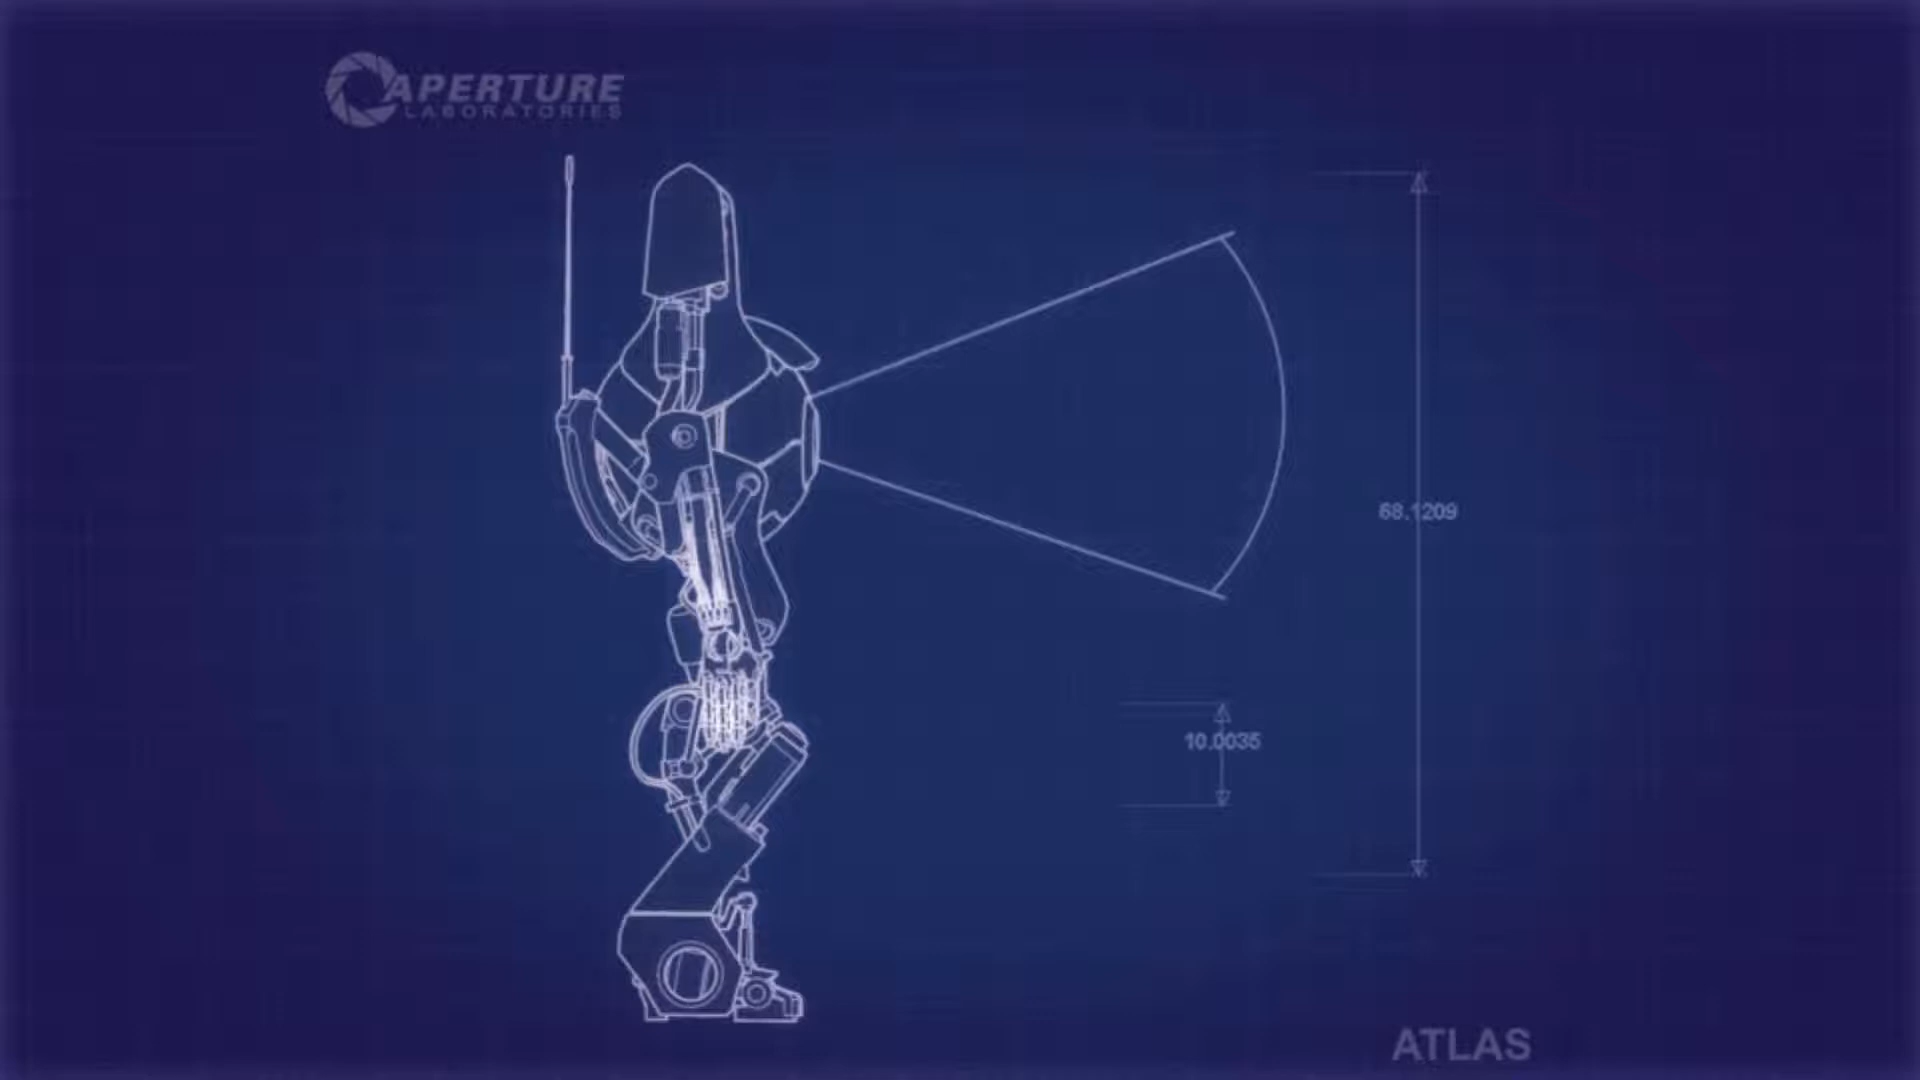 APERTURE
LABORATORIES
68.1209
10.0035
ATLAS